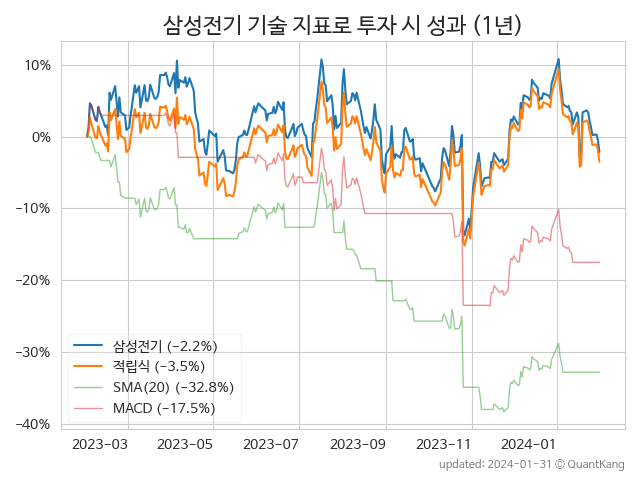 삼성전기 기술 지표로 투자 시 성과 (1년)
10%
0%
−10%
−20%
−30%
−40%
삼성전기 (−2.2%)
적립식 (−3.5%)
SMA(20) (−32.8%)
MACD (−17.5%)
2023-03 2023-05 2023-07 2023-09 2023-11 2024-01
updated: 2024-01-31 © QuantKang